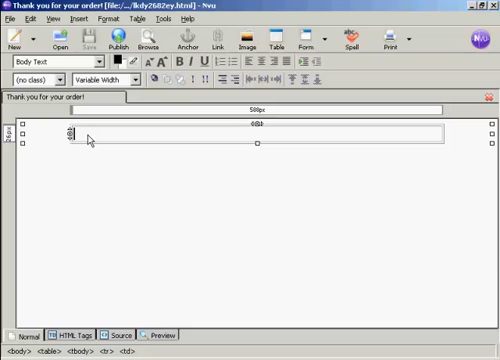 Thank you for your order! [file:/.../lkdy2682ey.html] - Nvu
File Edit View Insert Format Table Tools Help
New Open Save Publish Browse Anchor Link Image Table Form Spell Print Nvu
Body Text B I U
(no class) Variable Width
Thank you for your order!
500px
26px
Normal HTML Tags Source Preview
<body> <table> <tbody> <tr> <td>